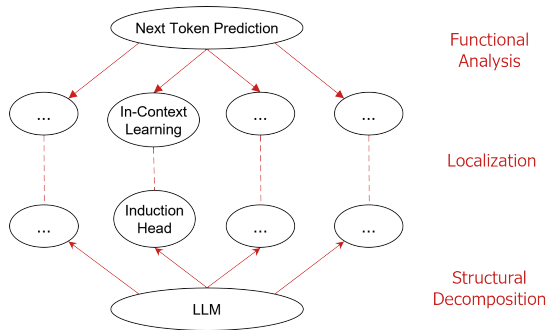 Next Token Prediction
Functional
Analysis
...
In-Context
Learning
...
...
Localization
...
Induction
Head
...
...
Structural
Decomposition
LLM